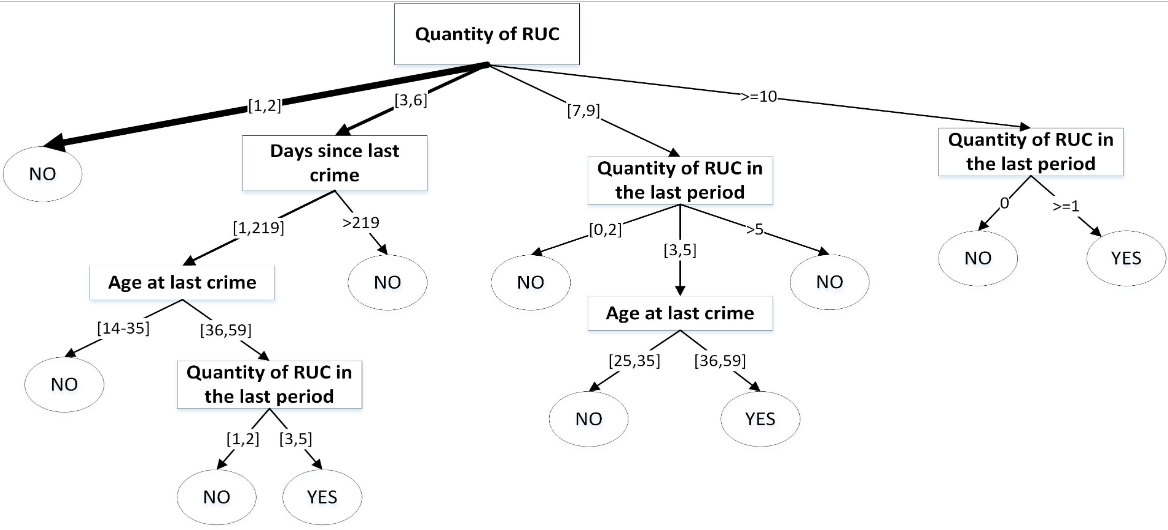 Quantity of RUC
[1,2]
[3,6]
[7,9]
>=10
NO
Days since last
crime
Quantity of RUC in
the last period
Quantity of RUC in
the last period
[1,219]
>219
[0,2]
[3,5]
>5
0
>=1
Age at last crime
NO
NO
NO
NO
YES
Age at last crime
[14-35]
[36,59]
[25,35]
[36,59]
NO
Quantity of RUC in
the last period
NO
YES
[1,2]
[3,5]
NO
YES